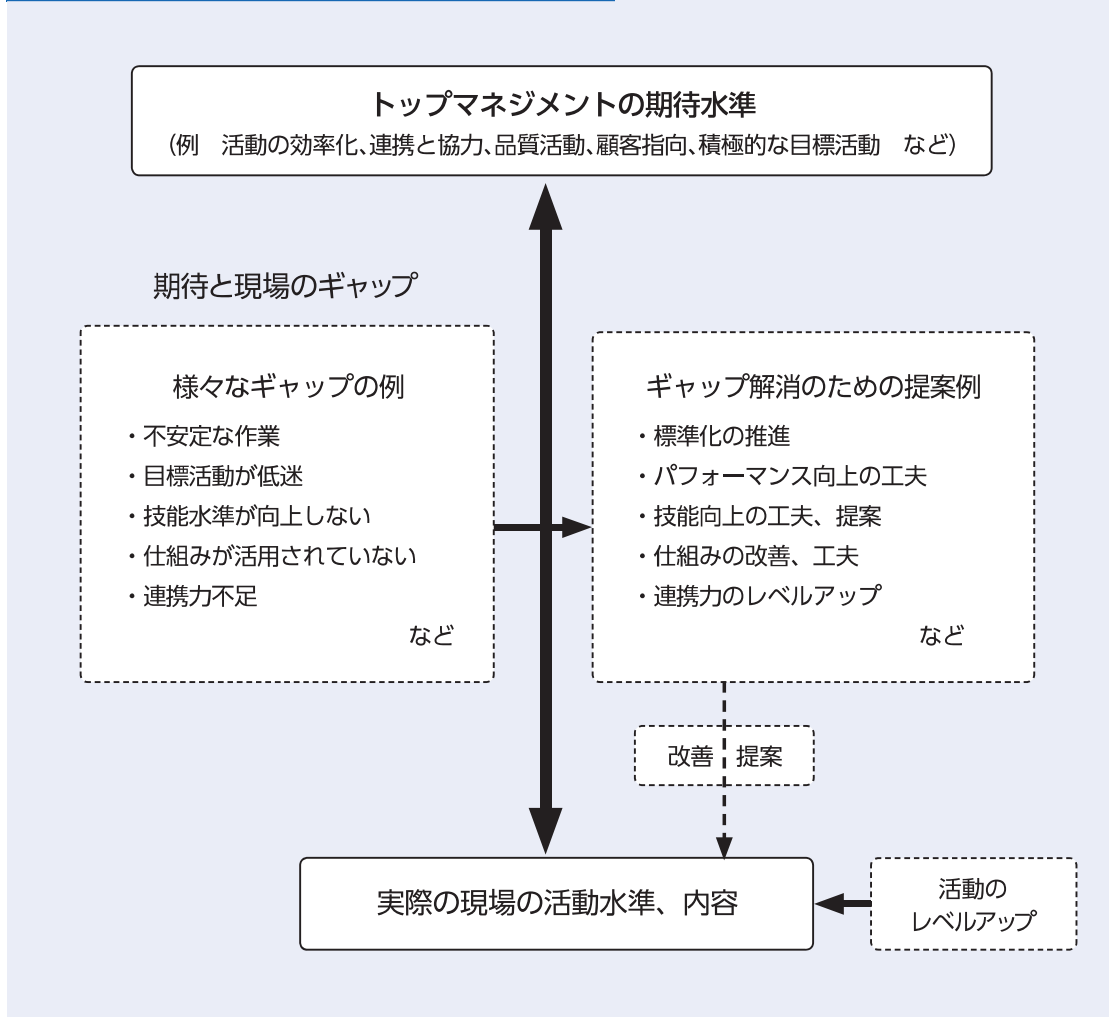 トップマネジメントの期待水準
（例　活動の効率化、連携と協力、品質活動、顧客指向、積極的な目標活動　など）
期待と現場のギャップ
様々なギャップの例
・不安定な作業
・目標活動が低迷
・技能水準が向上しない
・仕組みが活用されていない
・連携力不足
など
ギャップ解消のための提案例
・標準化の推進
・パフォーマンス向上の工夫
・技能向上の工夫、提案
・仕組みの改善、工夫
・連携力のレベルアップ
など
改善 提案
実際の現場の活動水準、内容
活動の
レベルアップ